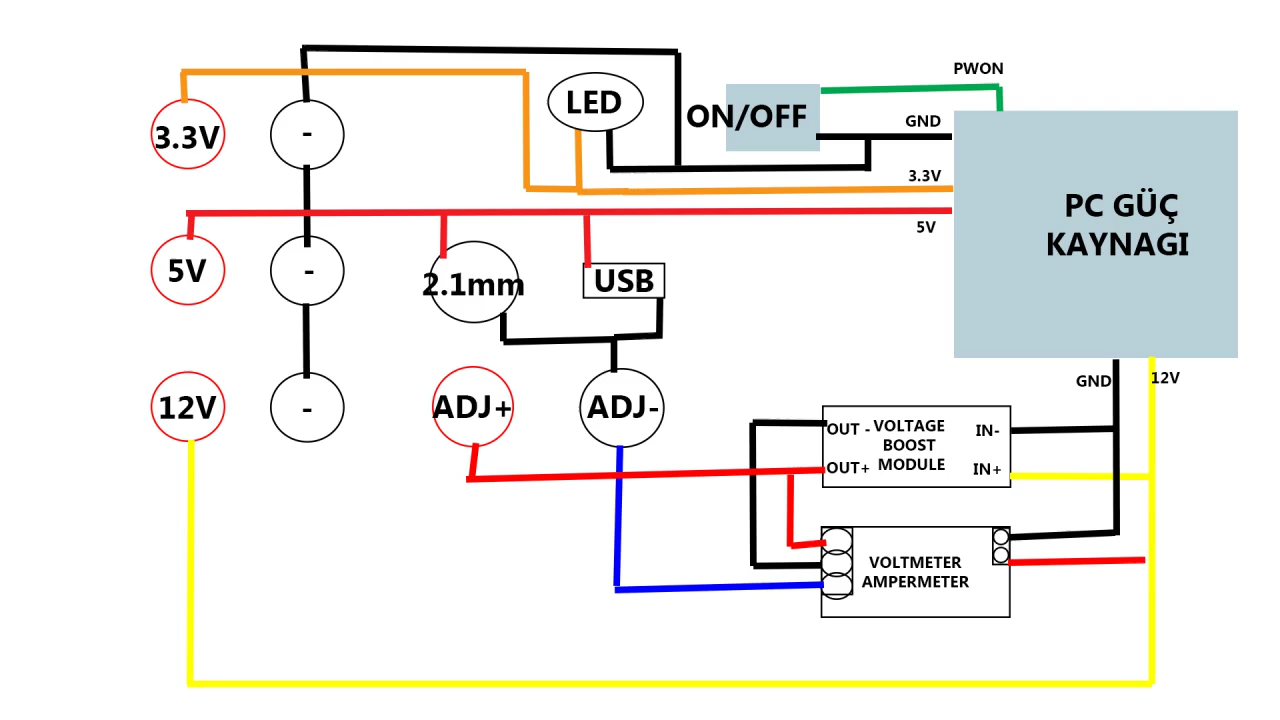 PWON
LED
ON/OFF
GND
3.3V
-
3.3V
PC GÜÇ
KAYNAGI
5V
5V
-
2.1mm
USB
GND
12V
12V
-
ADJ+
ADJ-
OUT -
VOLTAGE
BOOST
MODULE
IN-
OUT+
IN+
VOLTMETER
AMPERMETER